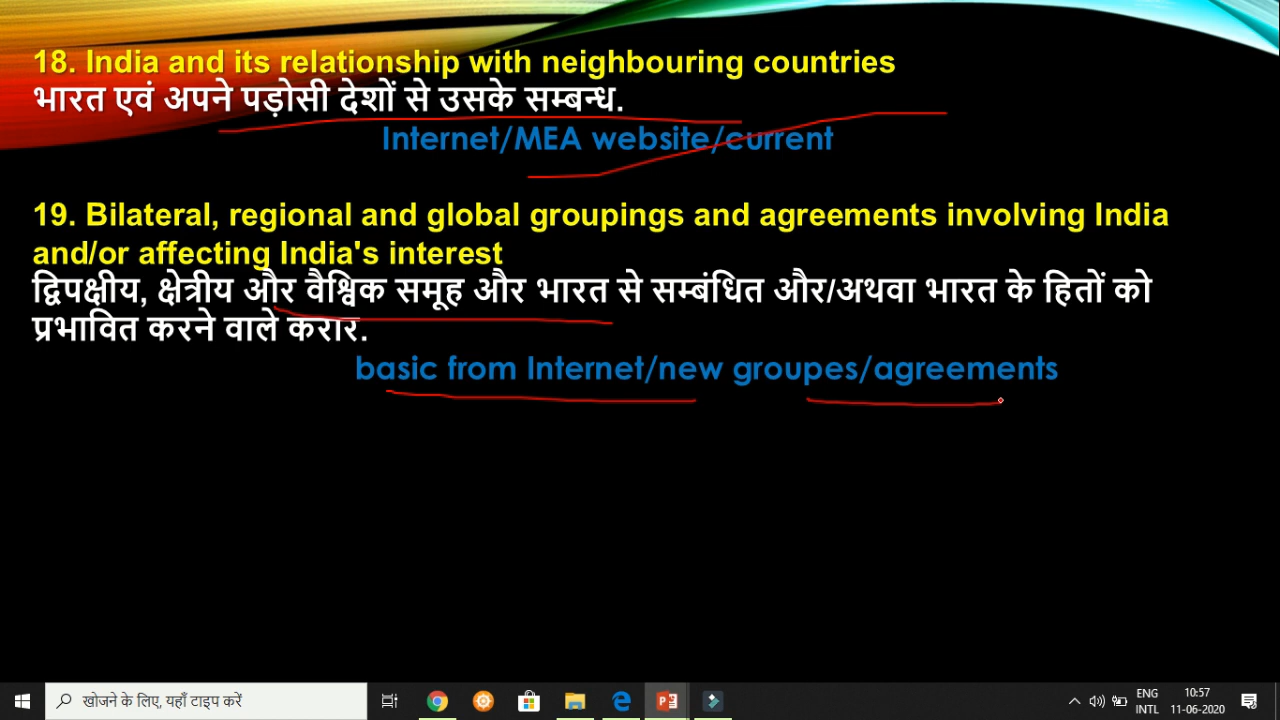 18. India and its relationship with neighbouring countries
भारत एवं अपने पड़ोसी देशों से उसके सम्बन्ध.
Internet/MEA website/current
19. Bilateral, regional and global groupings and agreements involving India
and/or affecting India's interest
द्विपक्षीय, क्षेत्रीय और वैश्विक समूह और भारत से सम्बंधित और/अथवा भारत के हितों को
प्रभावित करने वाले करार.
basic from Internet/new groupes/agreements
खोजने के लिए, यहाँ टाइप करें
ENG 10:57
INTL 11-06-2020